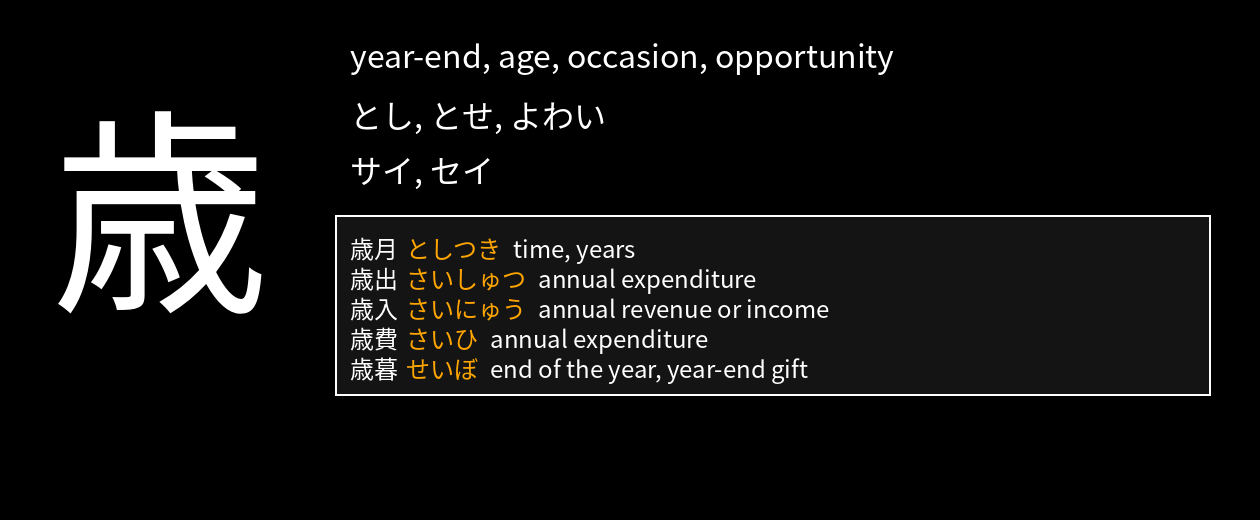 歳
year-end, age, occasion, opportunity
とし, とせ, よわい
サイ, セイ
歳月 としつき time, years
歳出 さいしゅつ annual expenditure
歳入 さいにゅう annual revenue or income
歳費 さいひ annual expenditure
歳暮 せいぼ end of the year, year-end gift